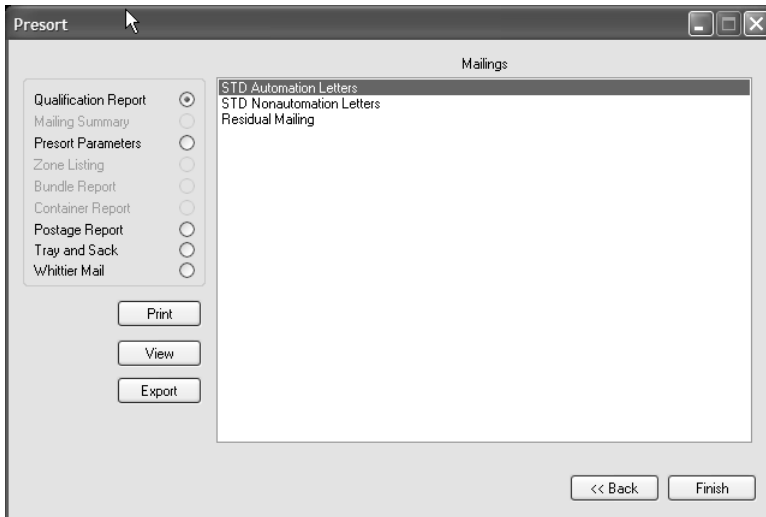 Presort
Mailings
Qualification Report
Mailing Summary
Presort Parameters
Zone Listing
Bundle Report
Container Report
Postage Report
Tray and Sack
Whittier Mail
Print
View
Export
STD Automation Letters
STD Nonautomation Letters
Residual Mailing
<< Back
Finish